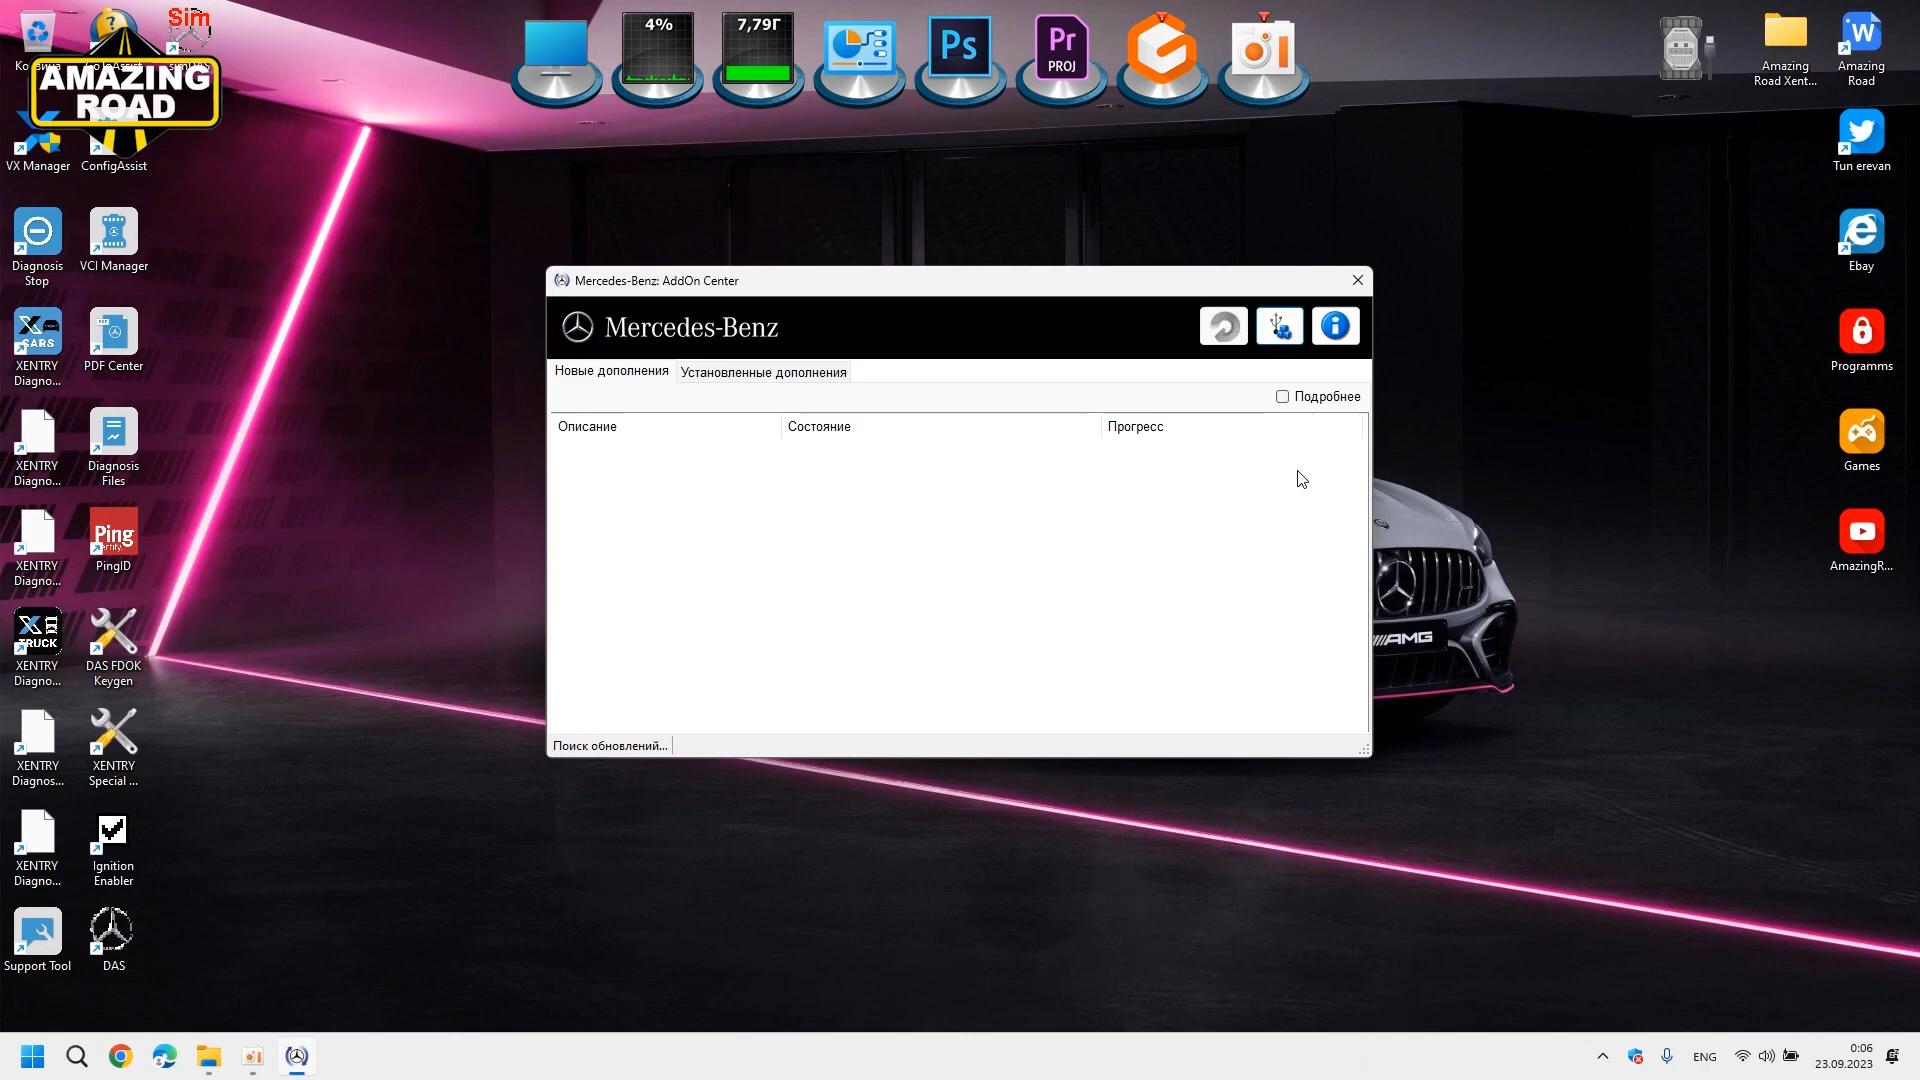 Sim
4%
7,79Г
Ps
Pr
PROJ
W
AMAZING
ROAD
Amazing
Road Xent...
Amazing
Road
VX Manager
ConfigAssist
Tun erevan
Diagnosis
Stop
VCI Manager
Ebay
Mercedes-Benz: AddOn Center
Mercedes-Benz
X
CARS
XENTRY
Diagno...
PDF
PDF Center
Programms
Новые дополнения
Установленные дополнения
Подробнее
Описание
Состояние
Прогресс
XENTRY
Diagno...
Diagnosis
Files
Games
XENTRY
Diagno...
Ping
PingID
AmazingR...
X
TRUCK
XENTRY
Diagno...
DAS FDOK
Keygen
AMG
XENTRY
Diagnos...
XENTRY
Special ...
Поиск обновлений...
XENTRY
Diagno...
Ignition
Enabler
Support Tool
DAS
ENG
0:06
23.09.2023